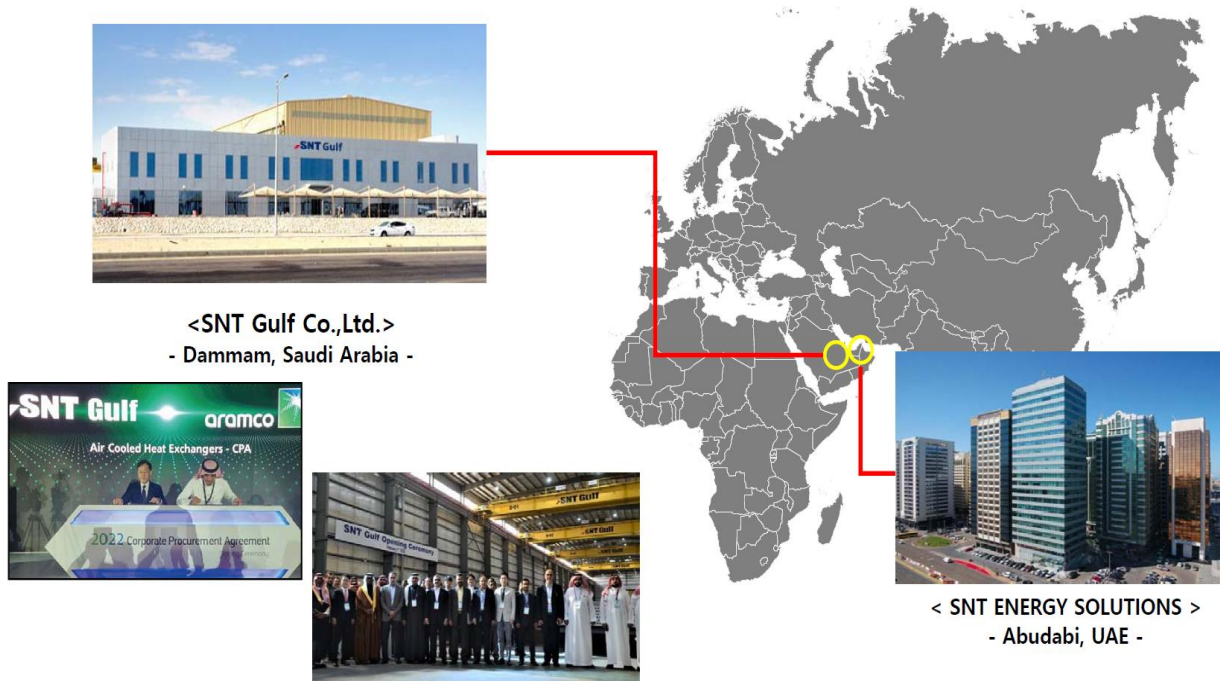 SNT Gulf
<SNT Gulf Co.,Ltd.>
- Dammam, Saudi Arabia -
SNT Gulf
aramco
Air Cooled Heat Exchangers - CPA
2022 Corporate Procurement Agreement
SNT Gulf
SNT Gulf
SNT Gulf Opening Ceremony
< SNT ENERGY SOLUTIONS >
- Abudabi, UAE -